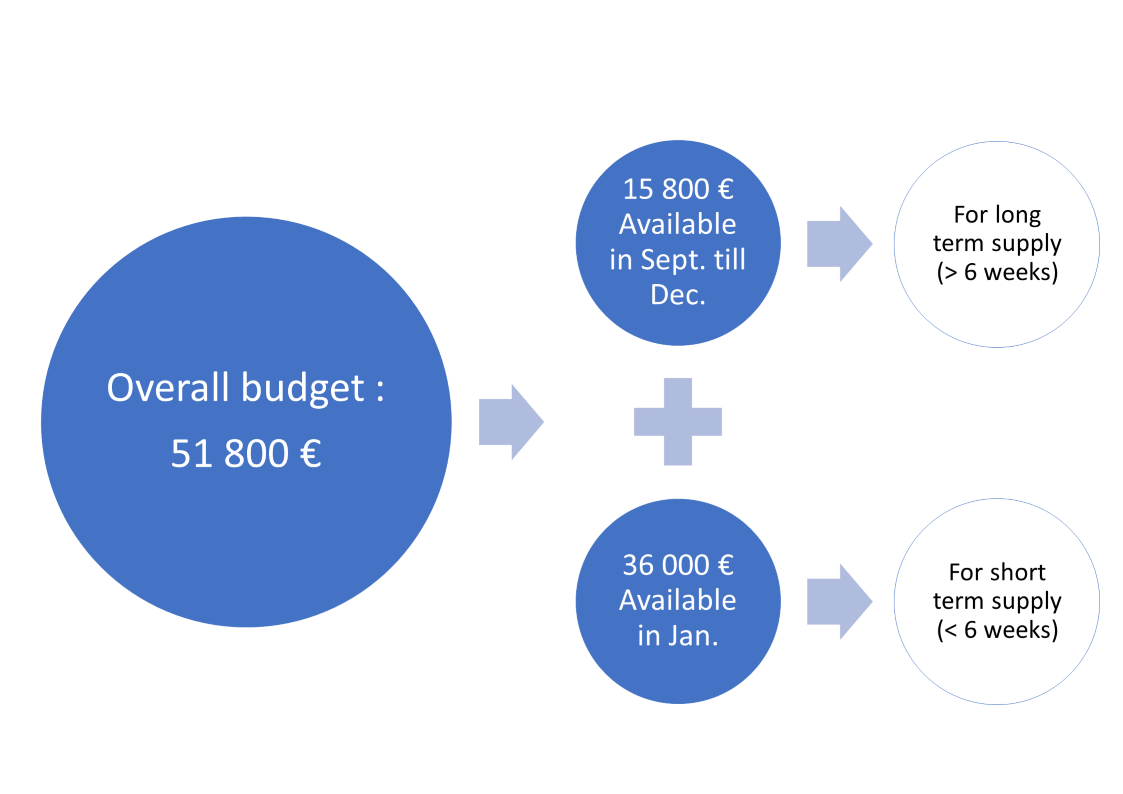 Overall budget :
51 800 €
15 800 €
Available
in Sept. till
Dec.
For long
term supply
(> 6 weeks)
36 000 €
Available
in Jan.
For short
term supply
(< 6 weeks)